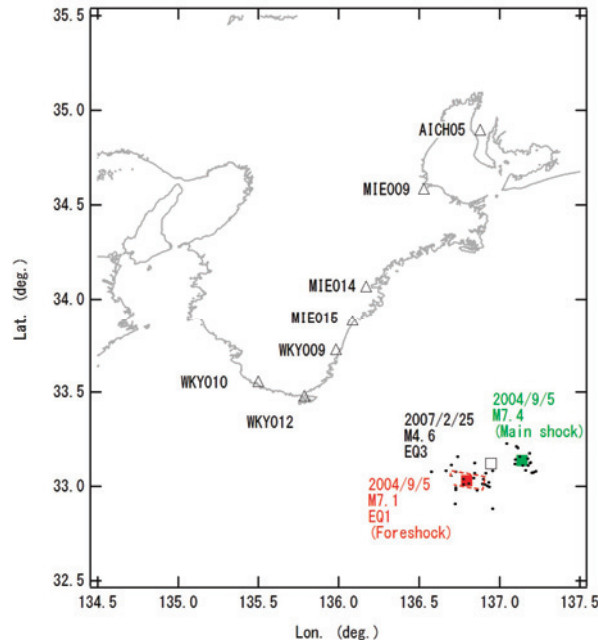 35.5
35.0
34.5
34.0
33.5
33.0
32.5
Lat. (deg.)
AICH05
MIE009
MIE014
MIE015
WKY009
WKY010
WKY012
2004/9/5
M7.4
(Main shock)
2007/2/25
M4.6
EQ3
2004/9/5
M7.1
EQ1
(Foreshock)
134.5 135.0 135.5 136.0 136.5 137.0 137.5
Lon. (deg.)